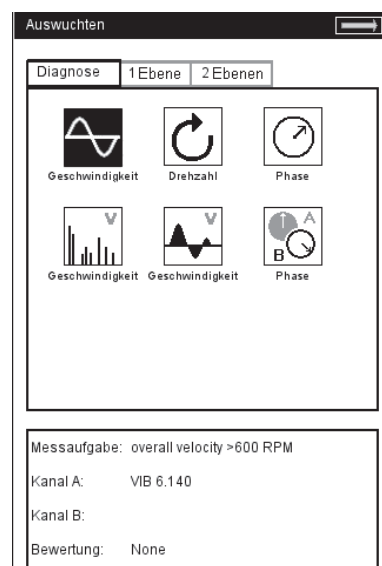 Auswuchten
Diagnose 1 Ebene 2 Ebenen
Geschwindigkeit Drehzahl Phase
V V A B
Geschwindigkeit Geschwindigkeit Phase
Messaufgabe: overall velocity >600 RPM
Kanal A: VIB 6.140
Kanal B:
Bewertung: None